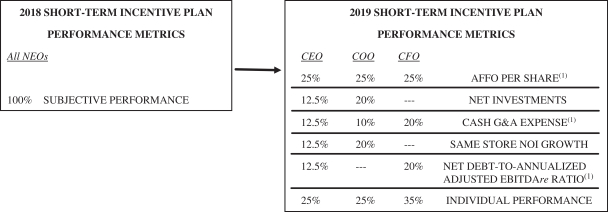 2018 SHORT-TERM INCENTIVE PLAN
PERFORMANCE METRICS
All NEOs
100% SUBJECTIVE PERFORMANCE
2019 SHORT-TERM INCENTIVE PLAN
PERFORMANCE METRICS
CEO COO CFO
25% 25% 25% AFFO PER SHARE(1)
12.5% 20% --- NET INVESTMENTS
12.5% 10% 20% CASH G&A EXPENSE(1)
12.5% 20% --- SAME STORE NOI GROWTH
12.5% --- 20% NET DEBT-TO-ANNUALIZED
ADJUSTED EBITDAre RATIO(1)
25% 25% 35% INDIVIDUAL PERFORMANCE